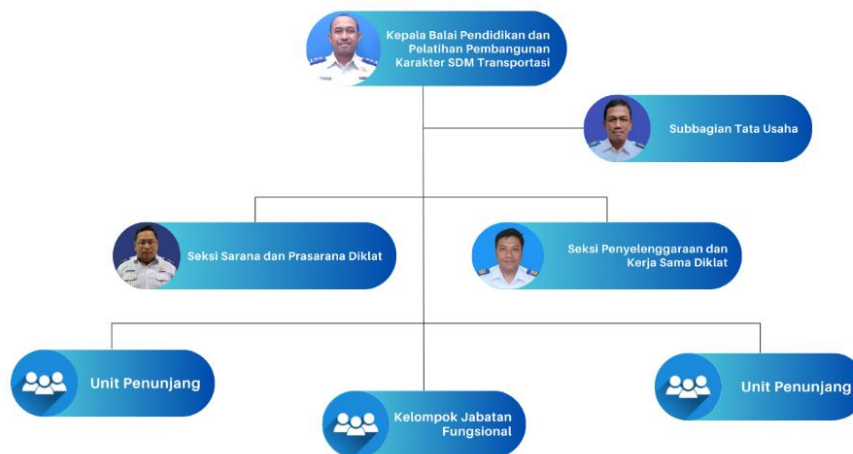 Kepala Balai Pendidikan dan
Pelatihan Pembangunan
Karakter SDM Transportasi
Subbagian Tata Usaha
Seksi Sarana dan Prasarana Diklat
Seksi Penyelenggaraan dan
Kerja Sama Diklat
Unit Penunjang
Kelompok Jabatan
Fungsional
Unit Penunjang